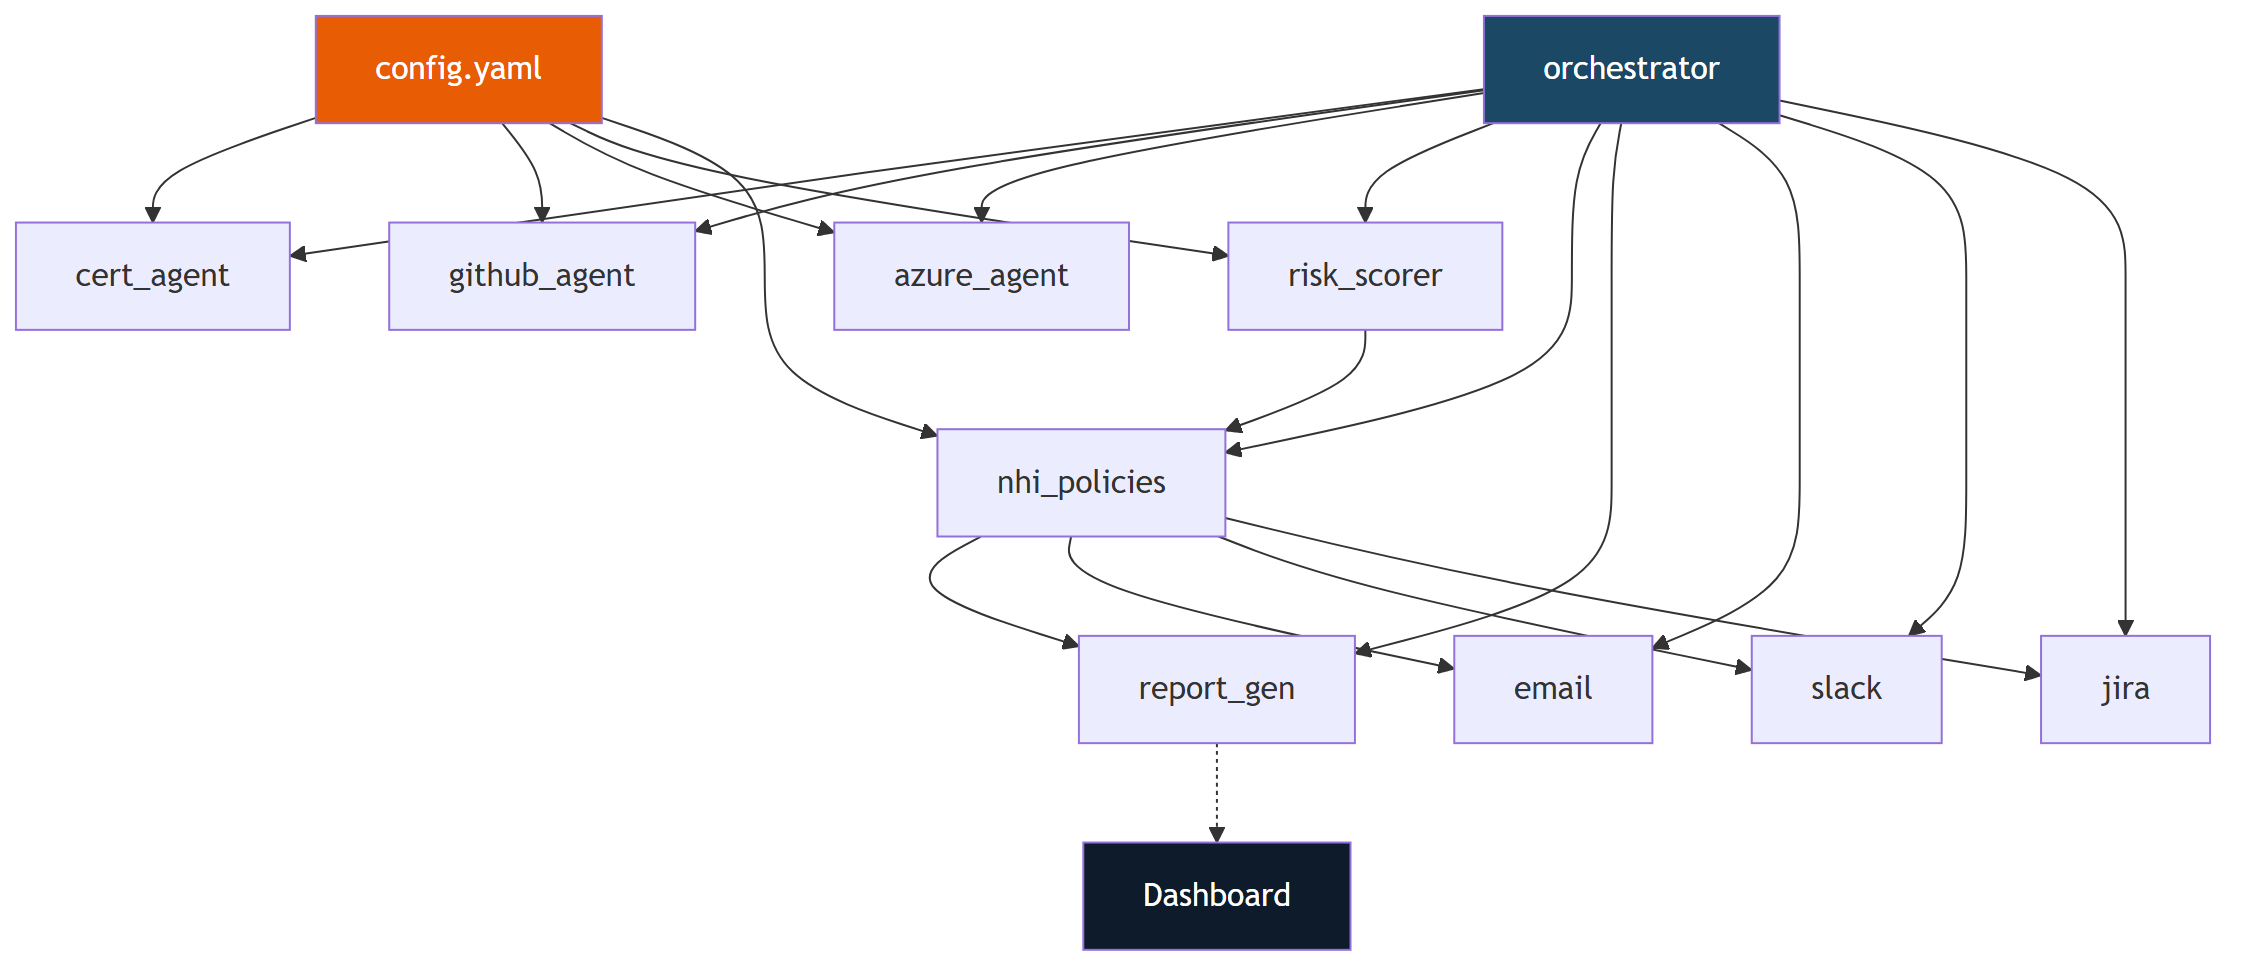 config.yaml
orchestrator
cert_agent
github_agent
azure_agent
risk_scorer
nhi_policies
report_gen
email
slack
jira
Dashboard